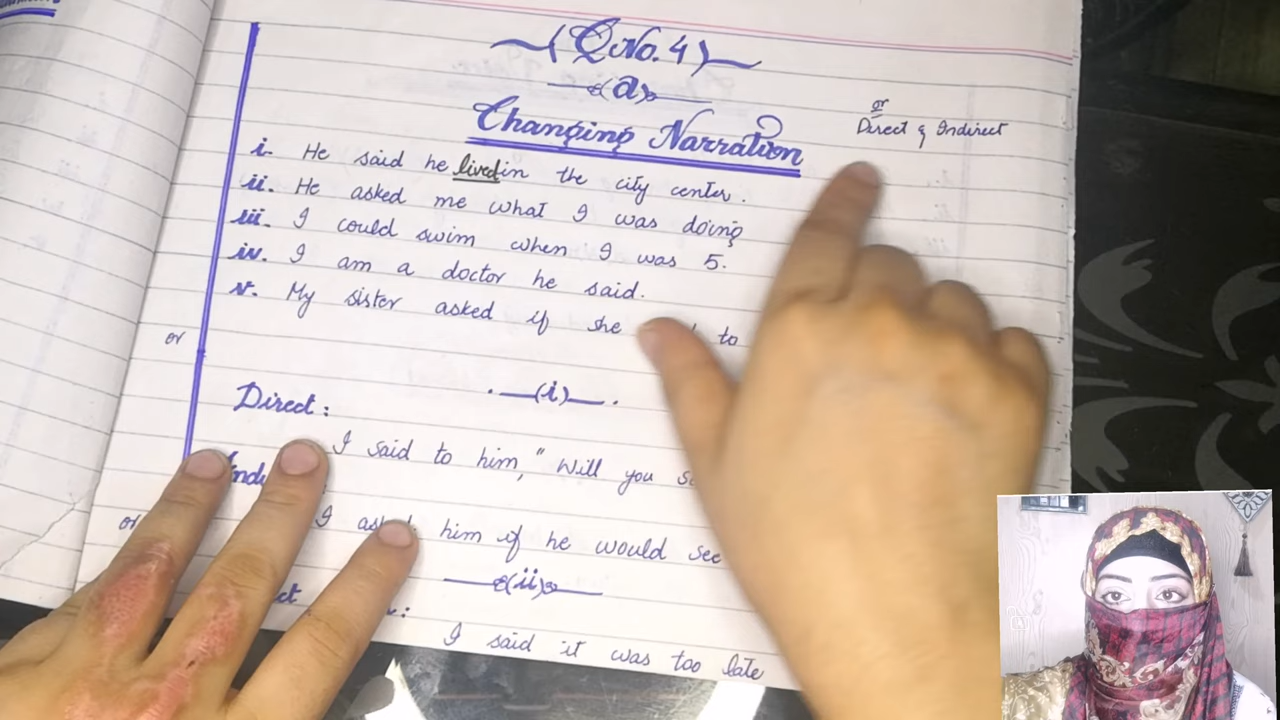 Q No. 4
(a)
Changing Narration
or
Direct & Indirect
i. He said he lived in the city center.
ii. He asked me what I was doing
iii. I could swim when I was 5.
iv. I am a doctor he said.
v. My sister asked if she to
or
(i)
Direct:
I said to him, "Will you
or
I asked him if he would see
(ii)
I said it was too late